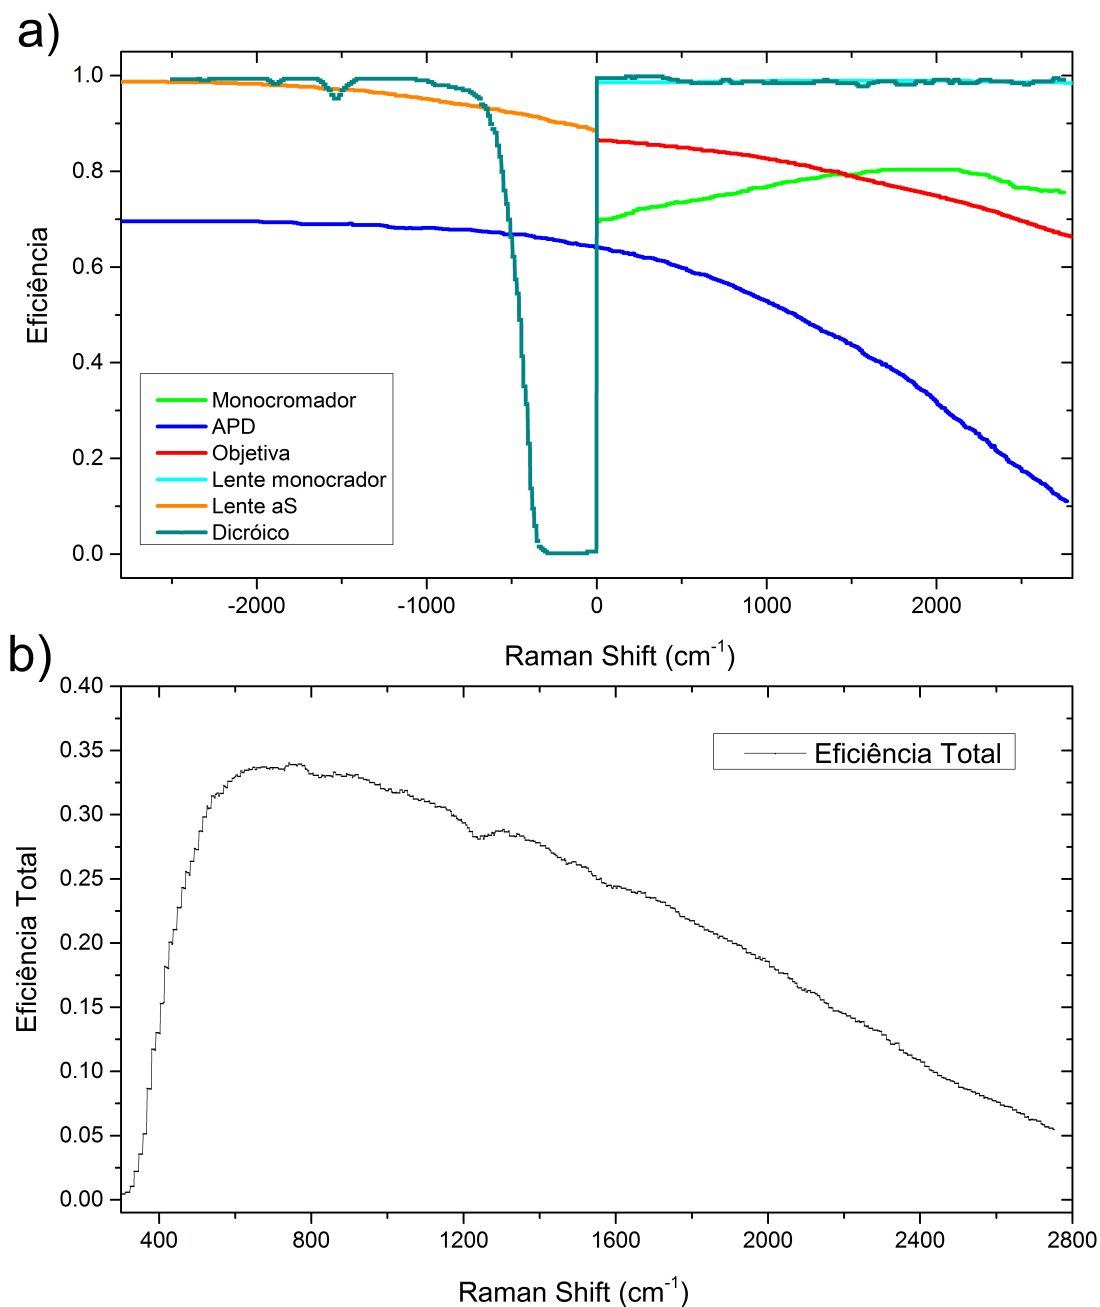 a)
1.0
0.8
0.6
0.4
0.2
0.0
Eficiência
Monocromador
APD
Objetiva
Lente monocrador
Lente aS
Dicróico
-2000 -1000 0 1000 2000
Raman Shift (cm⁻¹)
b)
0.40
0.35
0.30
0.25
0.20
0.15
0.10
0.05
0.00
Eficiência Total
Eficiência Total
400 800 1200 1600 2000 2400 2800
Raman Shift (cm⁻¹)